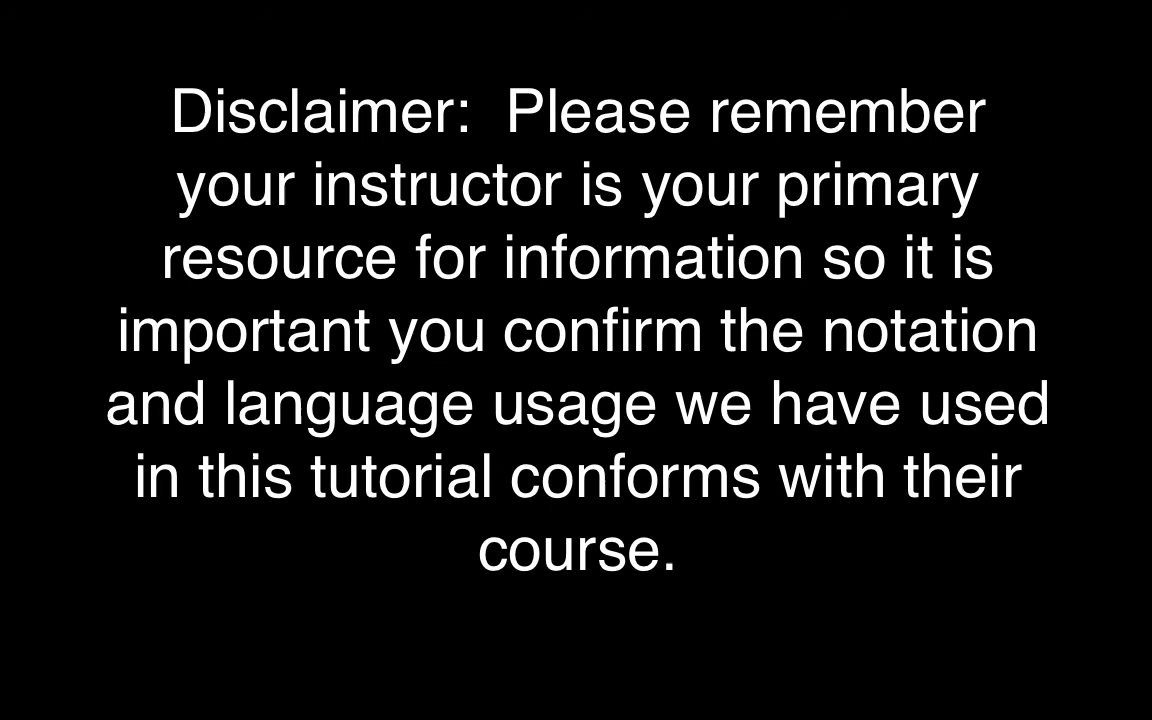 Disclaimer:  Please remember
your instructor is your primary
resource for information so it is
important you confirm the notation
and language usage we have used
in this tutorial conforms with their
course.